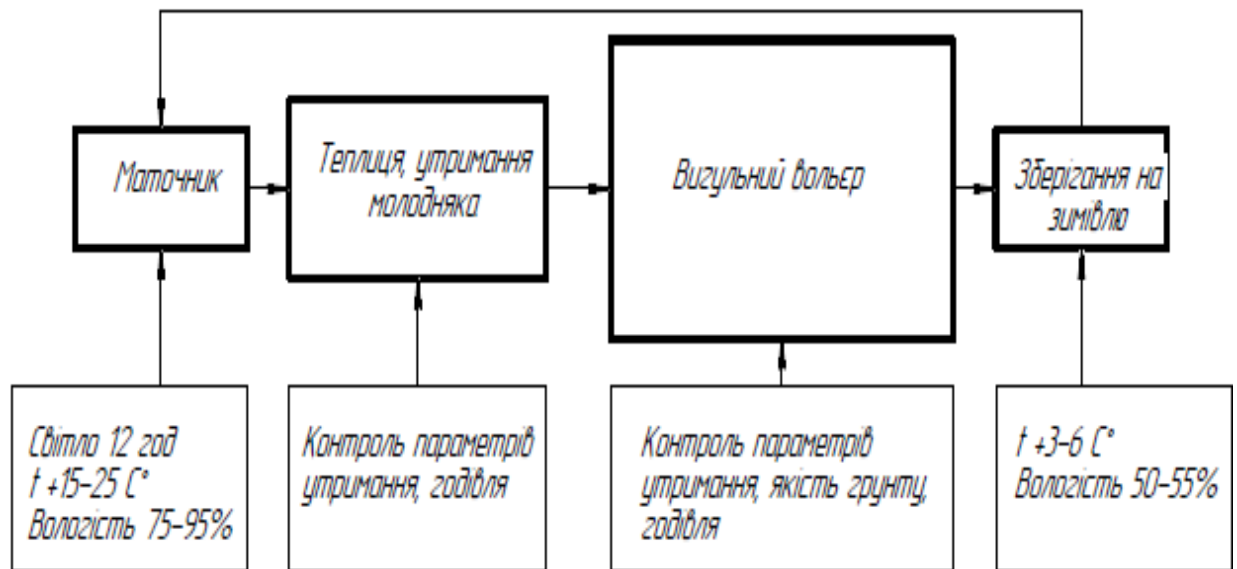 Маточник
Теплиця, утримання
молодняка
Вигульний вольєр
Зберігання на
зимівлю
Світло 12 год
t +15-25 C°
Вологість 75-95%
Контроль параметрів
утримання, годівля
Контроль параметрів
утримання, якість грунту,
годівля
t +3-6 C°
Вологість 50-55%